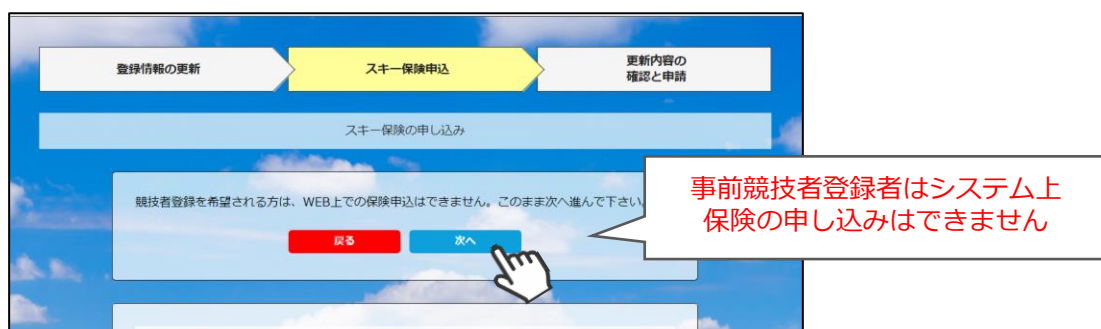 登録情報の更新
スキー保険申込
更新内容の
確認と申請
スキー保険の申し込み
競技者登録を希望される方は、WEB上での保険申込はできません。このまま次へ進んで下さい。
戻る
次へ
事前競技者登録者はシステム上
保険の申し込みはできません